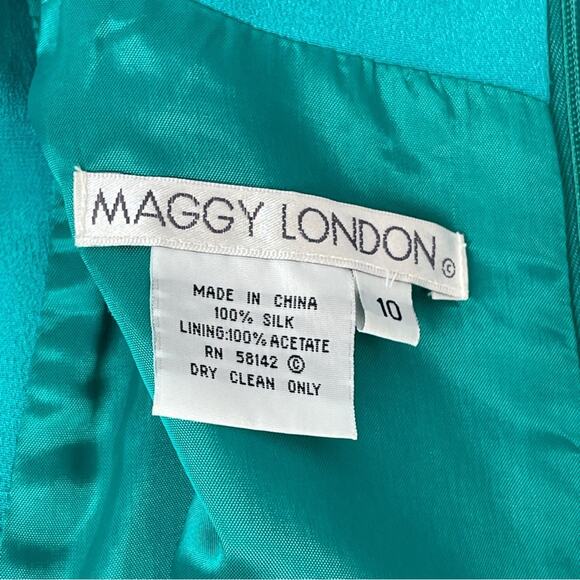 MAGGY LONDON ©
10
MADE IN CHINA
100% SILK
LINING:100% ACETATE
RN 58142 ©
DRY CLEAN ONLY